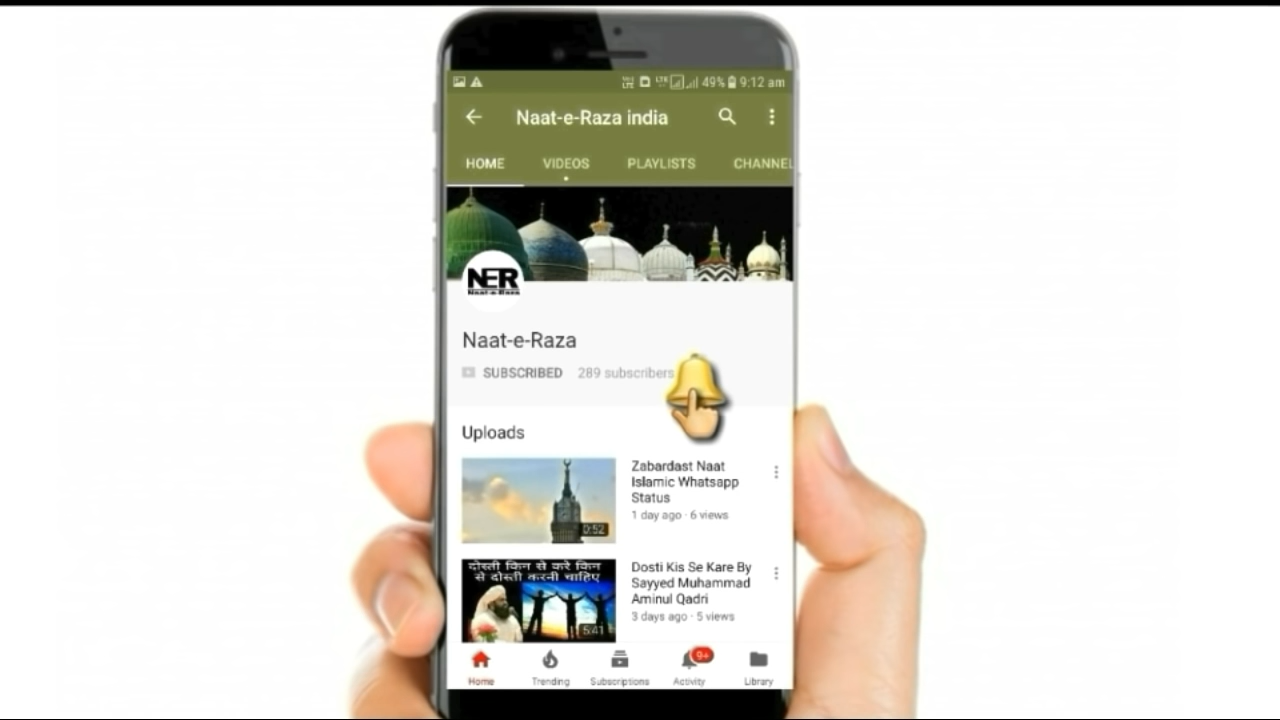 49% 9:12 am
Naat-e-Raza india
HOME VIDEOS PLAYLISTS CHANNEL
NER
Naat-e-Raza
Naat-e-Raza
SUBSCRIBED 289 subscribers
Uploads
Zabardast Naat
Islamic Whatsapp
Status
1 day ago · 6 views
0:52
दोस्ती किन से करे किन
से दोस्ती करनी चाहिए
5:41
Dosti Kis Se Kare By
Sayyed Muhammad
Aminul Qadri
3 days ago · 5 views
9+
Home Trending Subscriptions Activity Library